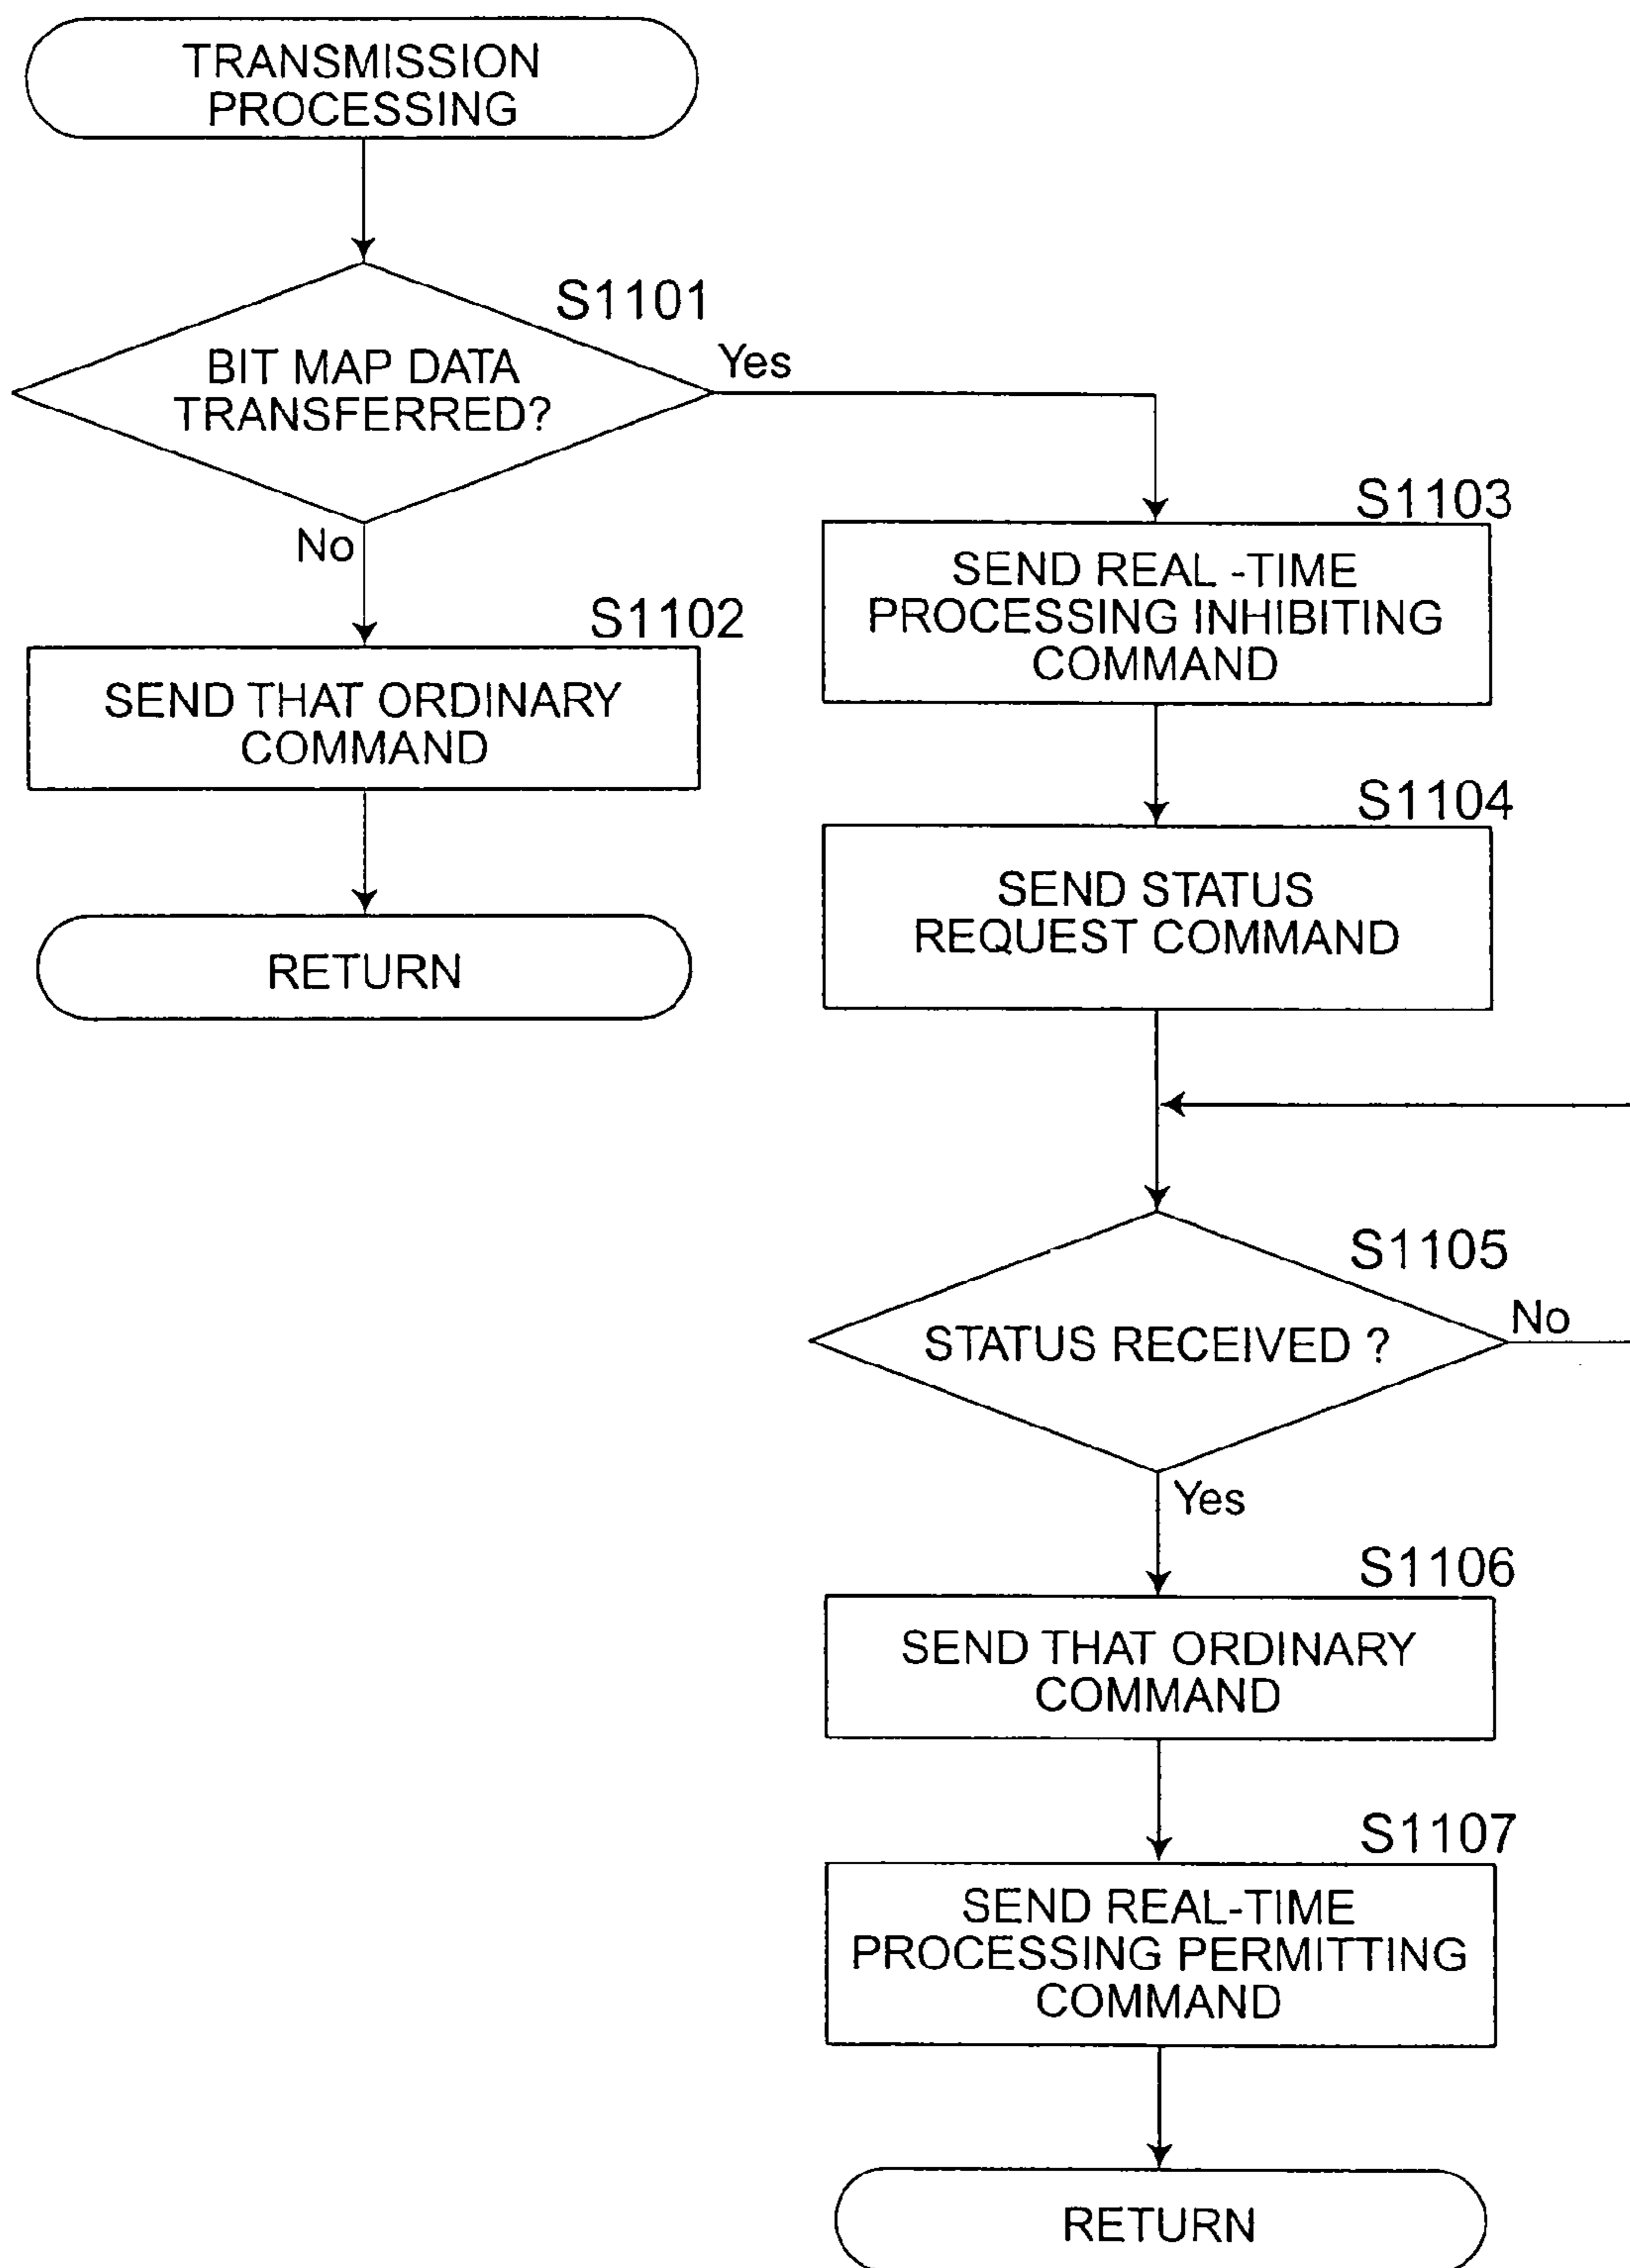 TRANSMISSION
PROCESSING
S1101
BIT MAP DATA
TRANSFERRED?
Yes
No
S1102
SEND THAT ORDINARY
COMMAND
RETURN
S1103
SEND REAL -TIME
PROCESSING INHIBITING
COMMAND
S1104
SEND STATUS
REQUEST COMMAND
S1105
STATUS RECEIVED ?
No
Yes
S1106
SEND THAT ORDINARY
COMMAND
S1107
SEND REAL-TIME
PROCESSING PERMITTING
COMMAND
RETURN